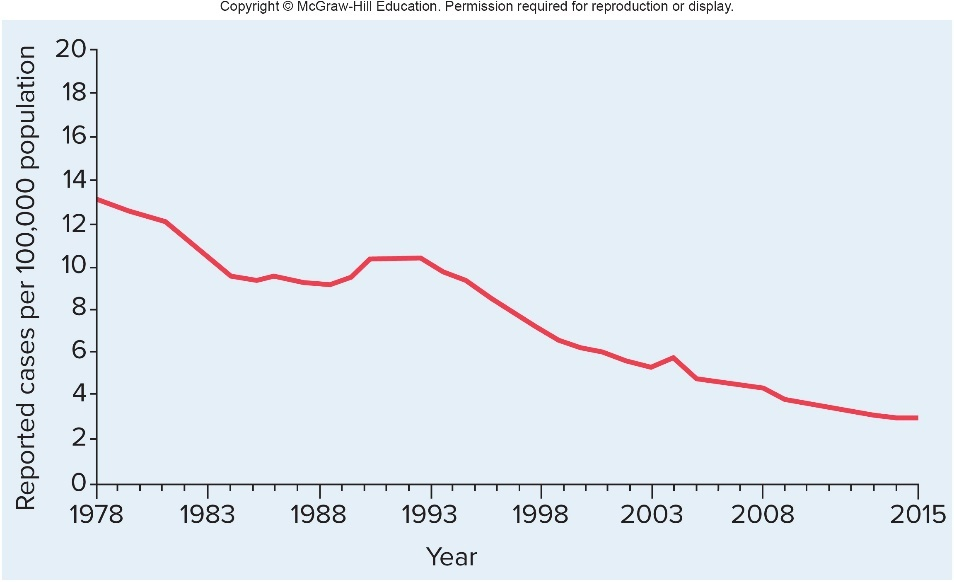 Copyright © McGraw-Hill Education. Permission required for reproduction or display.
Reported cases per 100,000 population
20
18
16
14
12
10
8
6
4
2
0
1978 1983 1988 1993 1998 2003 2008 2015
Year